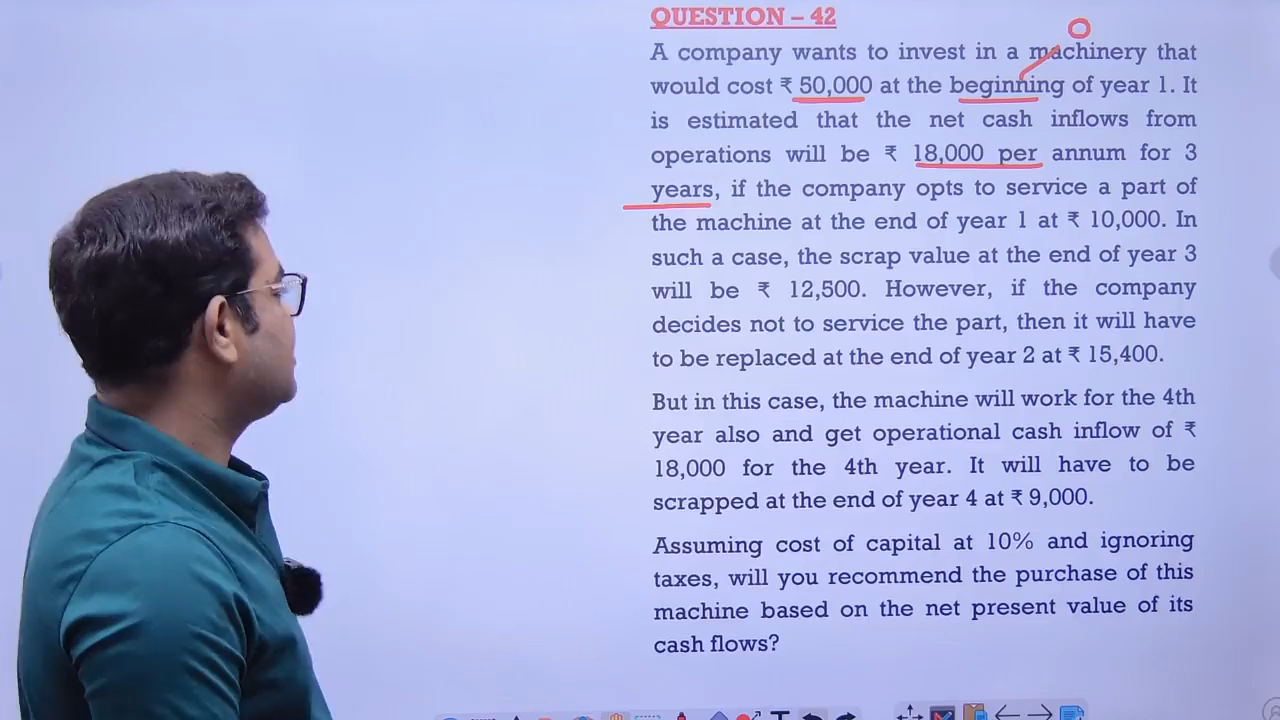 QUESTION – 42
A company wants to invest in a machinery that
would cost ₹ 50,000 at the beginning of year 1. It
is estimated that the net cash inflows from
operations will be ₹ 18,000 per annum for 3
years, if the company opts to service a part of
the machine at the end of year 1 at ₹ 10,000. In
such a case, the scrap value at the end of year 3
will be ₹ 12,500. However, if the company
decides not to service the part, then it will have
to be replaced at the end of year 2 at ₹ 15,400.
But in this case, the machine will work for the 4th
year also and get operational cash inflow of ₹
18,000 for the 4th year. It will have to be
scrapped at the end of year 4 at ₹ 9,000.
Assuming cost of capital at 10% and ignoring
taxes, will you recommend the purchase of this
machine based on the net present value of its
cash flows?